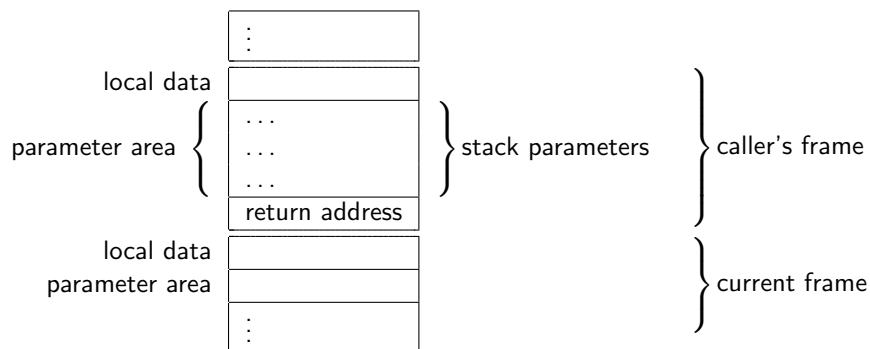 ⋮
local data
parameter area
. . .
. . .
. . .
stack parameters
caller's frame
return address
local data
parameter area
current frame
⋮